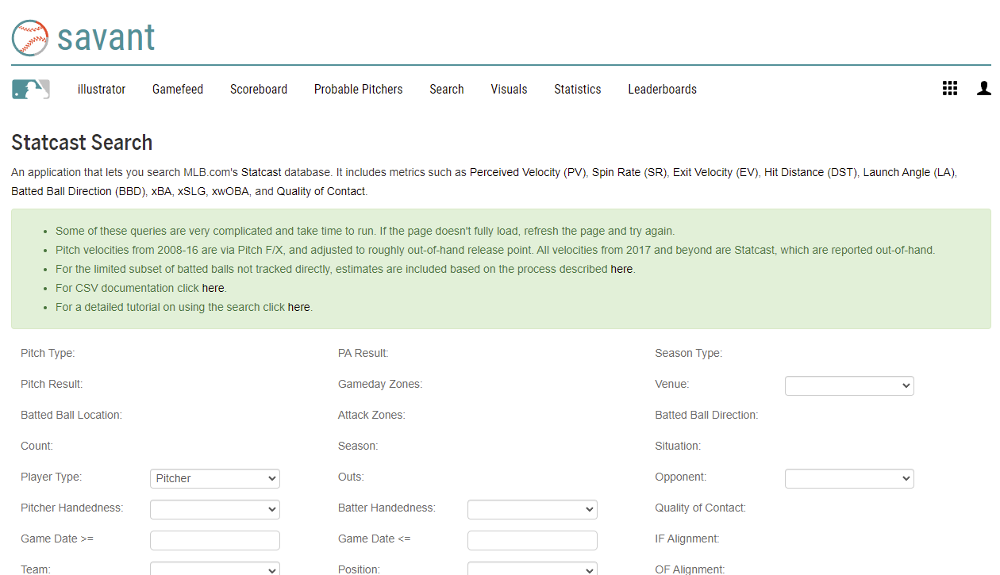 savant
illustrator Gamefeed Scoreboard Probable Pitchers Search Visuals Statistics Leaderboards
Statcast Search
An application that lets you search MLB.com's Statcast database. It includes metrics such as Perceived Velocity (PV), Spin Rate (SR), Exit Velocity (EV), Hit Distance (DST), Launch Angle (LA),
Batted Ball Direction (BBD), xBA, xSLG, xwOBA, and Quality of Contact.
• Some of these queries are very complicated and take time to run. If the page doesn't fully load, refresh the page and try again.
• Pitch velocities from 2008-16 are via Pitch F/X, and adjusted to roughly out-of-hand release point. All velocities from 2017 and beyond are Statcast, which are reported out-of-hand.
• For the limited subset of batted balls not tracked directly, estimates are included based on the process described here.
• For CSV documentation click here.
• For a detailed tutorial on using the search click here.
Pitch Type: PA Result: Season Type:
Pitch Result: Gameday Zones: Venue:
Batted Ball Location: Attack Zones: Batted Ball Direction:
Count: Season: Situation:
Player Type: Pitcher Outs: Opponent:
Pitcher Handedness: Batter Handedness: Quality of Contact:
Game Date >= Game Date <= IF Alignment:
Team: Position: OF Alignment: